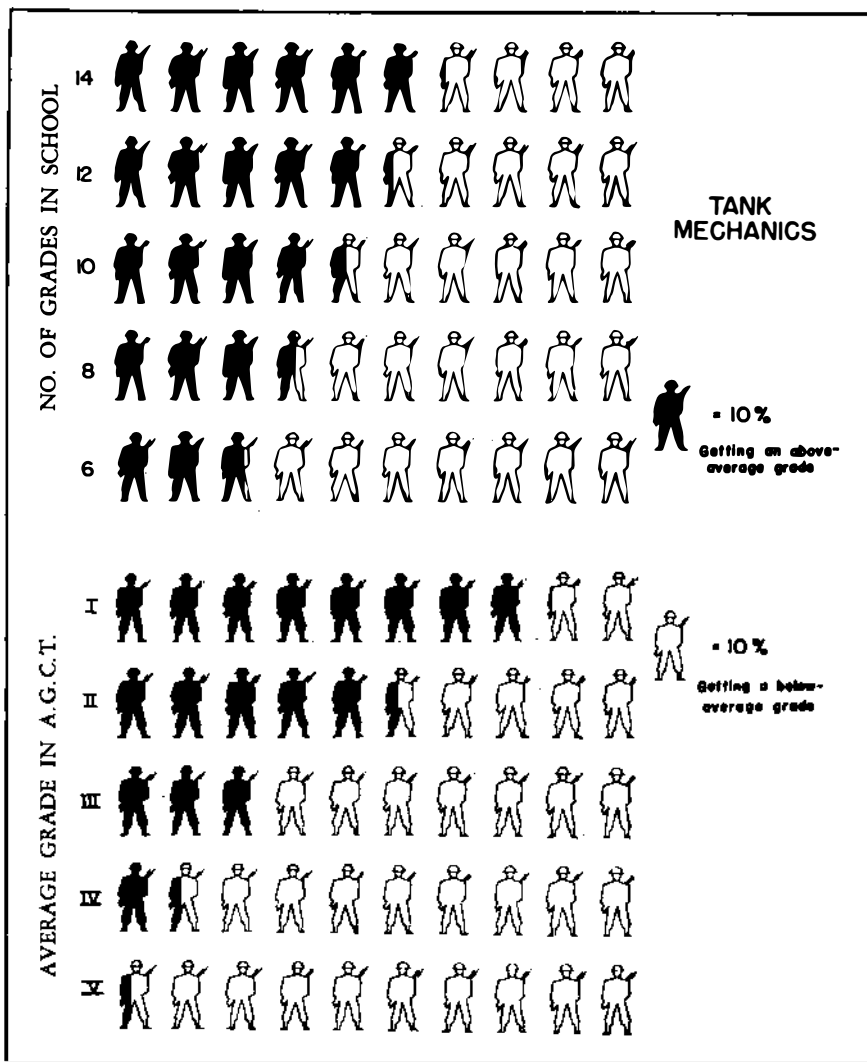 NO. OF GRADES IN SCHOOL
14
12
10
8
6
TANK
MECHANICS
= 10%
Getting an above-
average grade
AVERAGE GRADE IN A.G.C.T.
I
II
III
IV
V
= 10%
Getting a below-
average grade